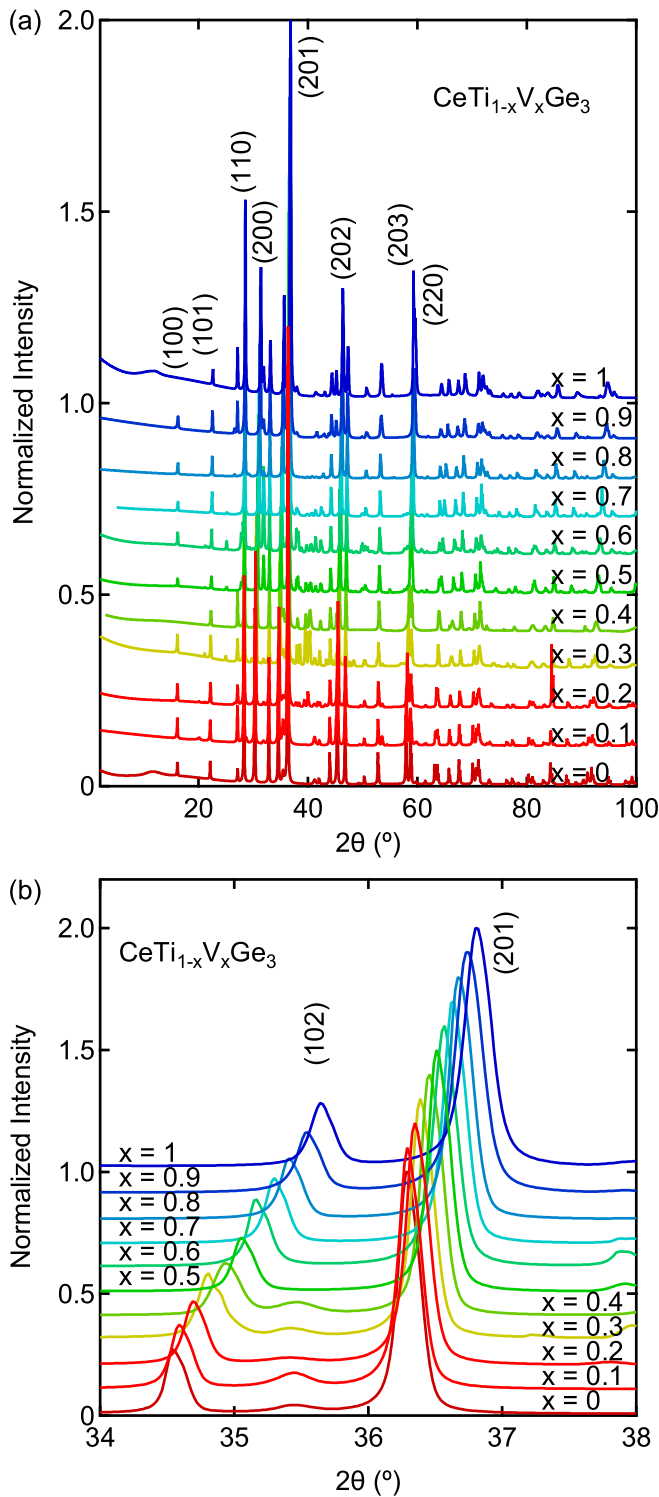 (a)
2.0
1.5
1.0
0.5
0
Normalized Intensity
CeTi1-xVxGe3
(100)
(101)
(110)
(200)
(201)
(202)
(203)
(220)
x = 1
x = 0.9
x = 0.8
x = 0.7
x = 0.6
x = 0.5
x = 0.4
x = 0.3
x = 0.2
x = 0.1
x = 0
20 40 60 80 100
2θ (º)
(b)
2.0
1.5
1.0
0.5
0.0
Normalized Intensity
CeTi1-xVxGe3
(102)
(201)
x = 1
x = 0.9
x = 0.8
x = 0.7
x = 0.6
x = 0.5
x = 0.4
x = 0.3
x = 0.2
x = 0.1
x = 0
34 35 36 37 38
2θ (º)